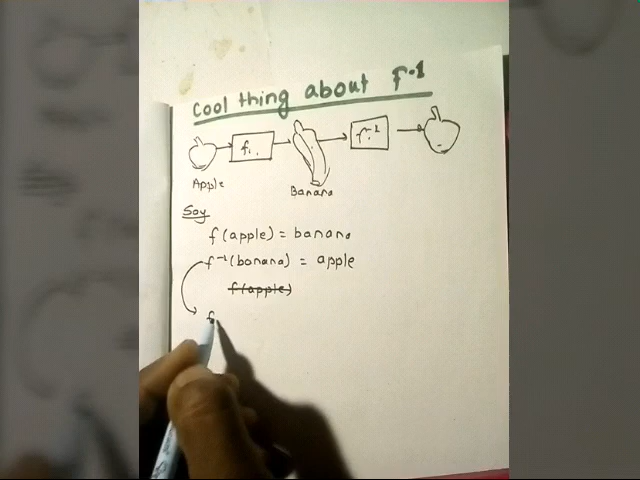 Cool thing about f-1
f
f-1
Apple
Banana
Say
f(apple) = banana
f-1(banana) = apple
f(apple)
f